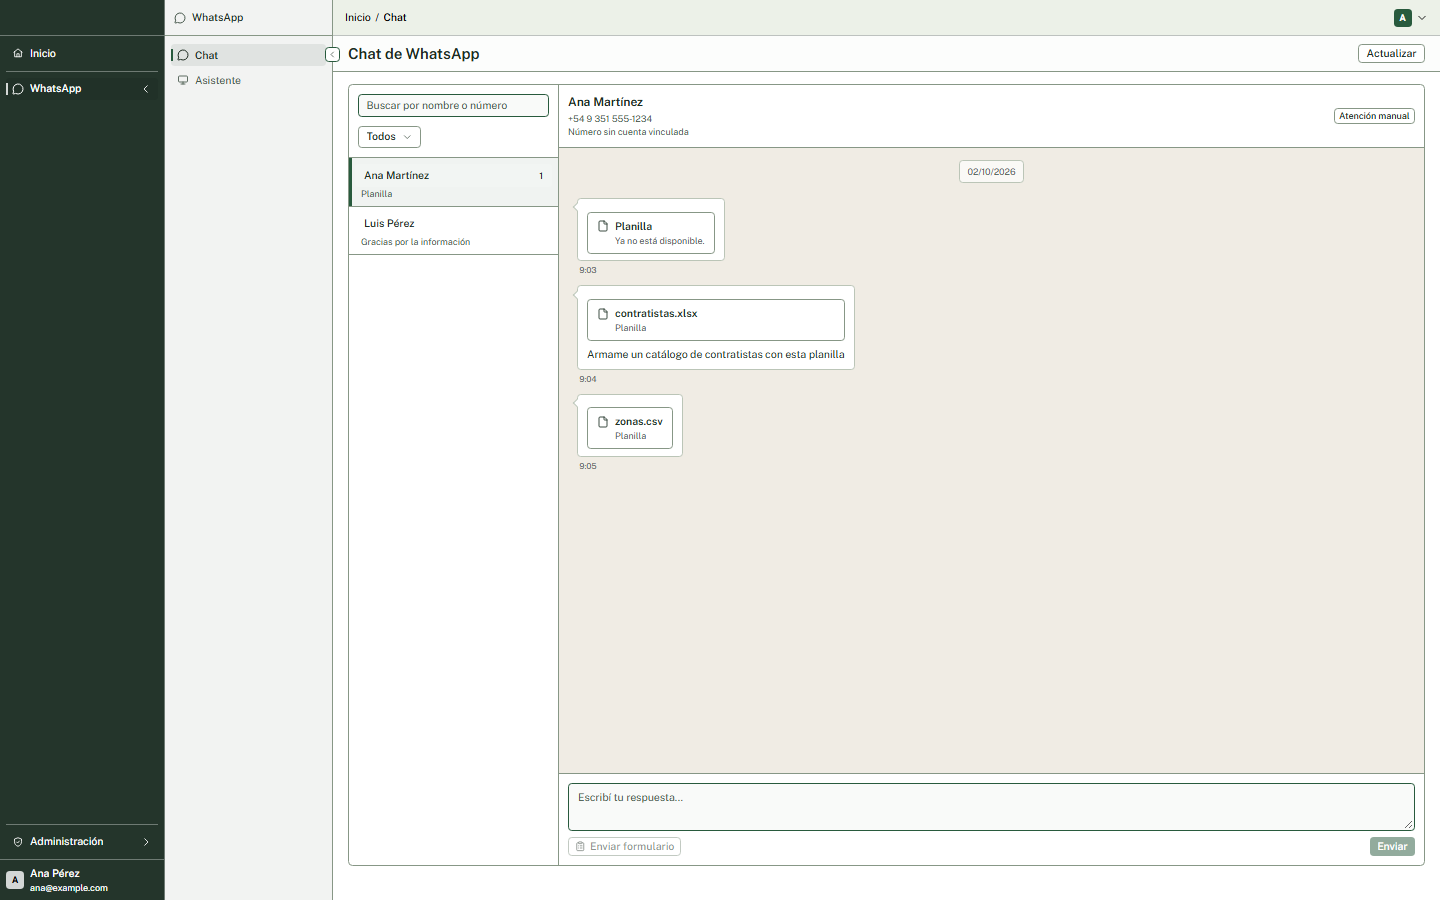 WhatsApp
Inicio / Chat
A
Inicio
WhatsApp
Chat
Asistente
Chat de WhatsApp
Actualizar
Buscar por nombre o número
Todos
Ana Martínez
1
Planilla
Luis Pérez
Gracias por la información
Ana Martínez
+54 9 351 555-1234
Número sin cuenta vinculada
Atención manual
02/10/2026
Planilla
Ya no está disponible.
9:03
contratistas.xlsx
Planilla
Armame un catálogo de contratistas con esta planilla
9:04
zonas.csv
Planilla
9:05
Escribí tu respuesta...
Enviar formulario
Enviar
Administración
A
Ana Pérez
ana@example.com